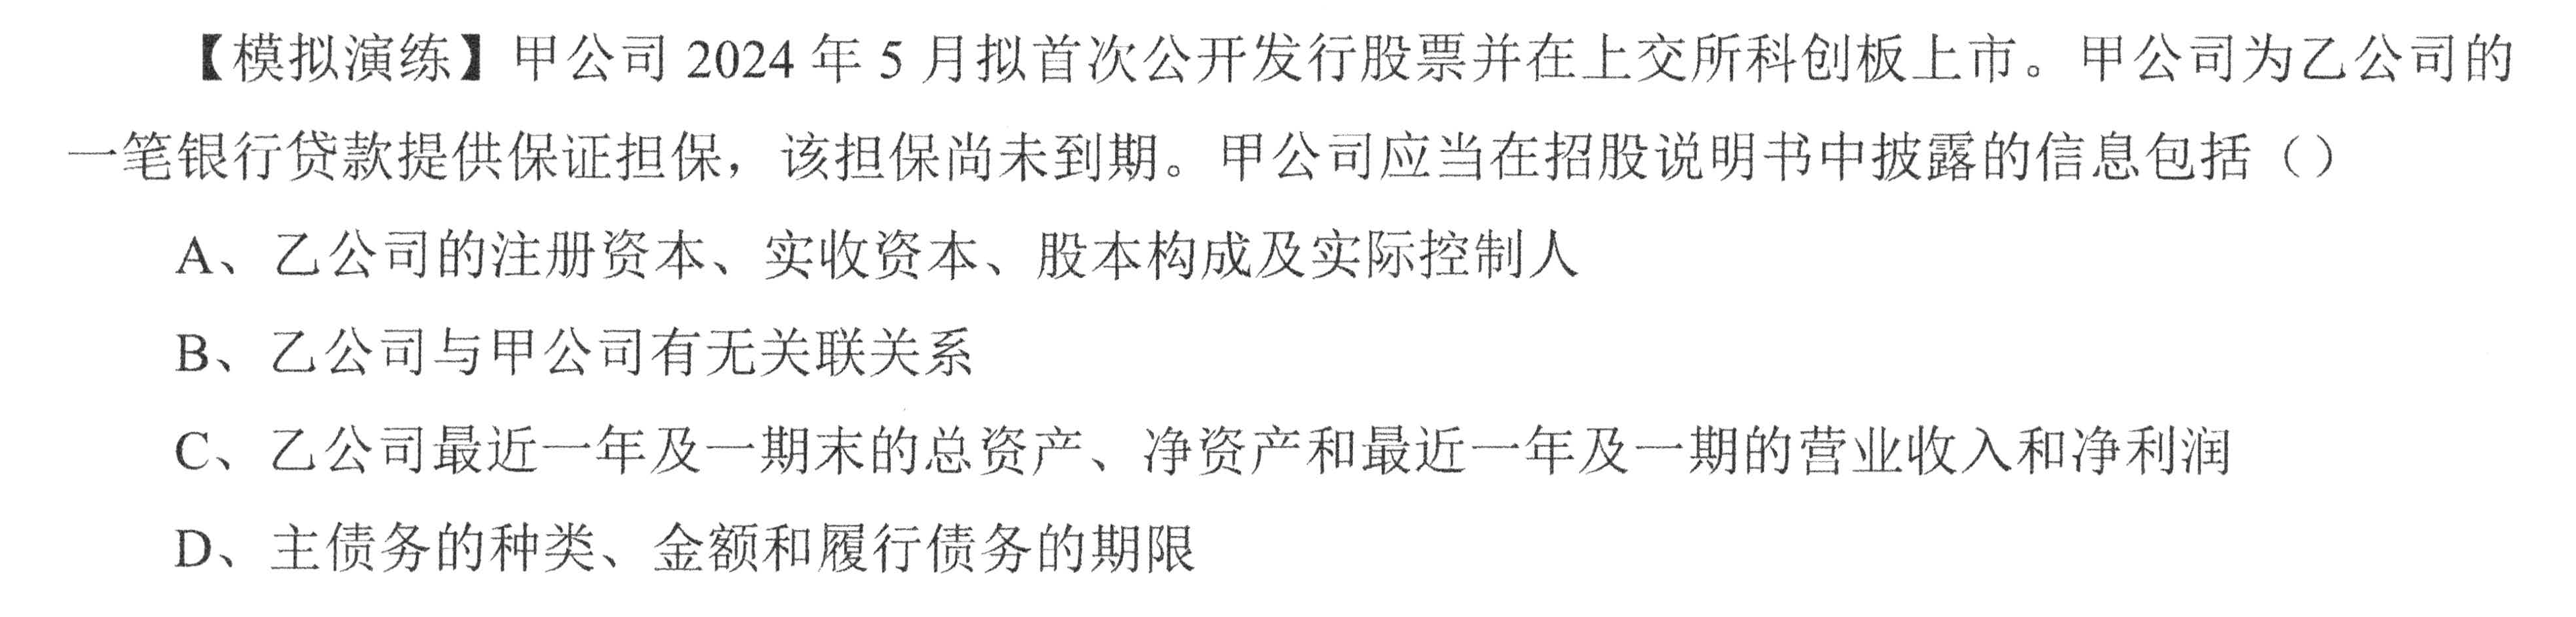 【模拟演练】甲公司 2024 年 5 月拟首次公开发行股票并在上交所科创板上市。甲公司为乙公司的
一笔银行贷款提供保证担保，该担保尚未到期。甲公司应当在招股说明书中披露的信息包括（）
A、乙公司的注册资本、实收资本、股本构成及实际控制人
B、乙公司与甲公司有无关联关系
C、乙公司最近一年及一期末的总资产、净资产和最近一年及一期的营业收入和净利润
D、主债务的种类、金额和履行债务的期限